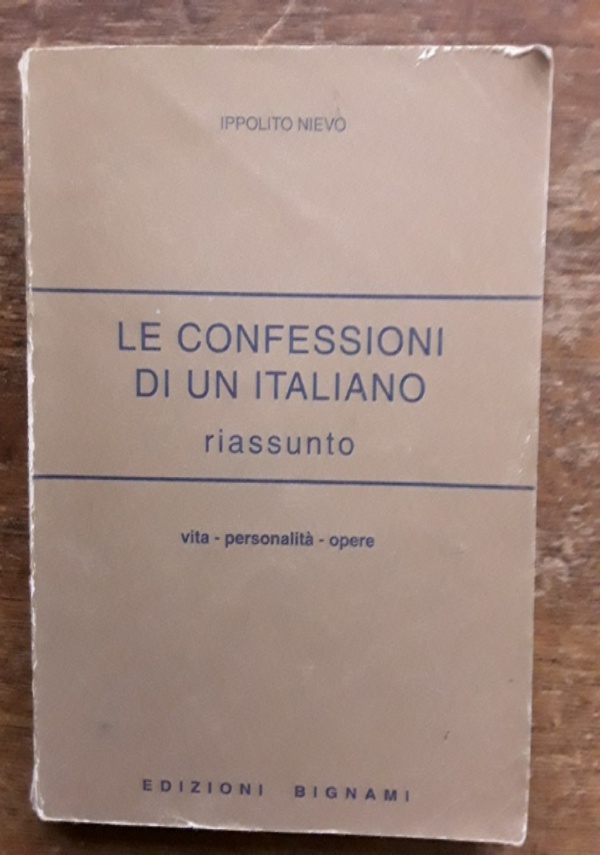 IPPOLITO NIEVO
LE CONFESSIONI
DI UN ITALIANO
riassunto
vita - personalità - opere
EDIZIONI BIGNAMI